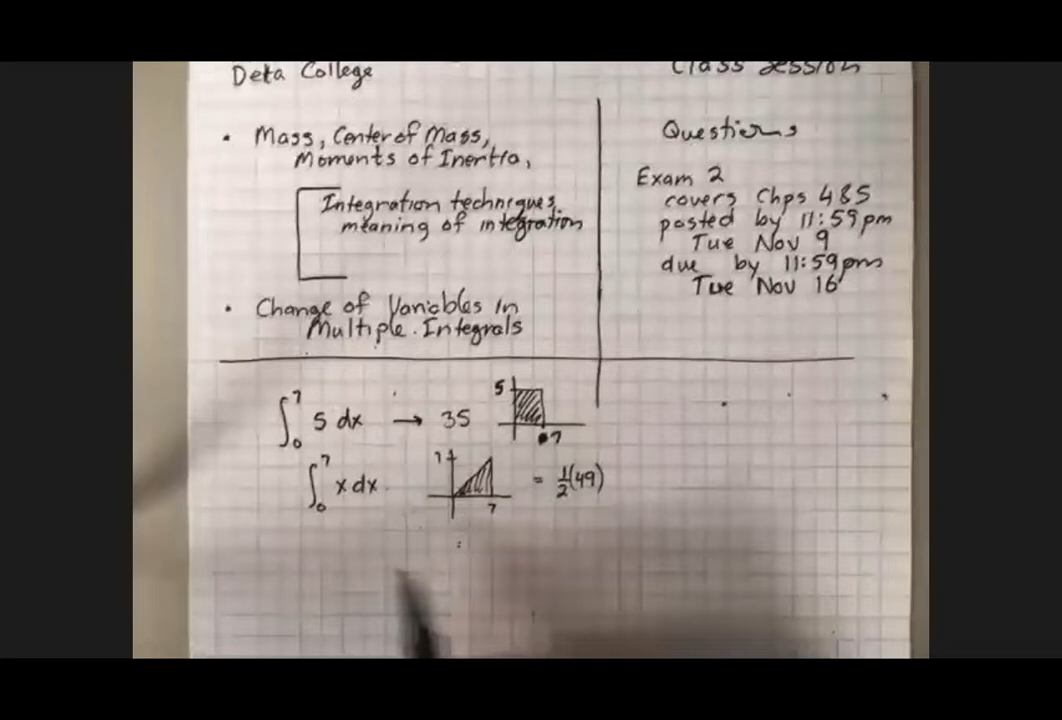 Deta College
Class Session
• Mass, Center of Mass,
Moments of Inertia,
Integration techniques,
meaning of integration
• Change of Variables in
Multiple Integrals
Questions
Exam 2
covers Chps 4&5
posted by 11:59pm
Tue Nov 9
due by 11:59pm
Tue Nov 16
∫₀⁷ 5 dx → 35 5 7
∫₀⁷ x dx 7 7 = ½(49)